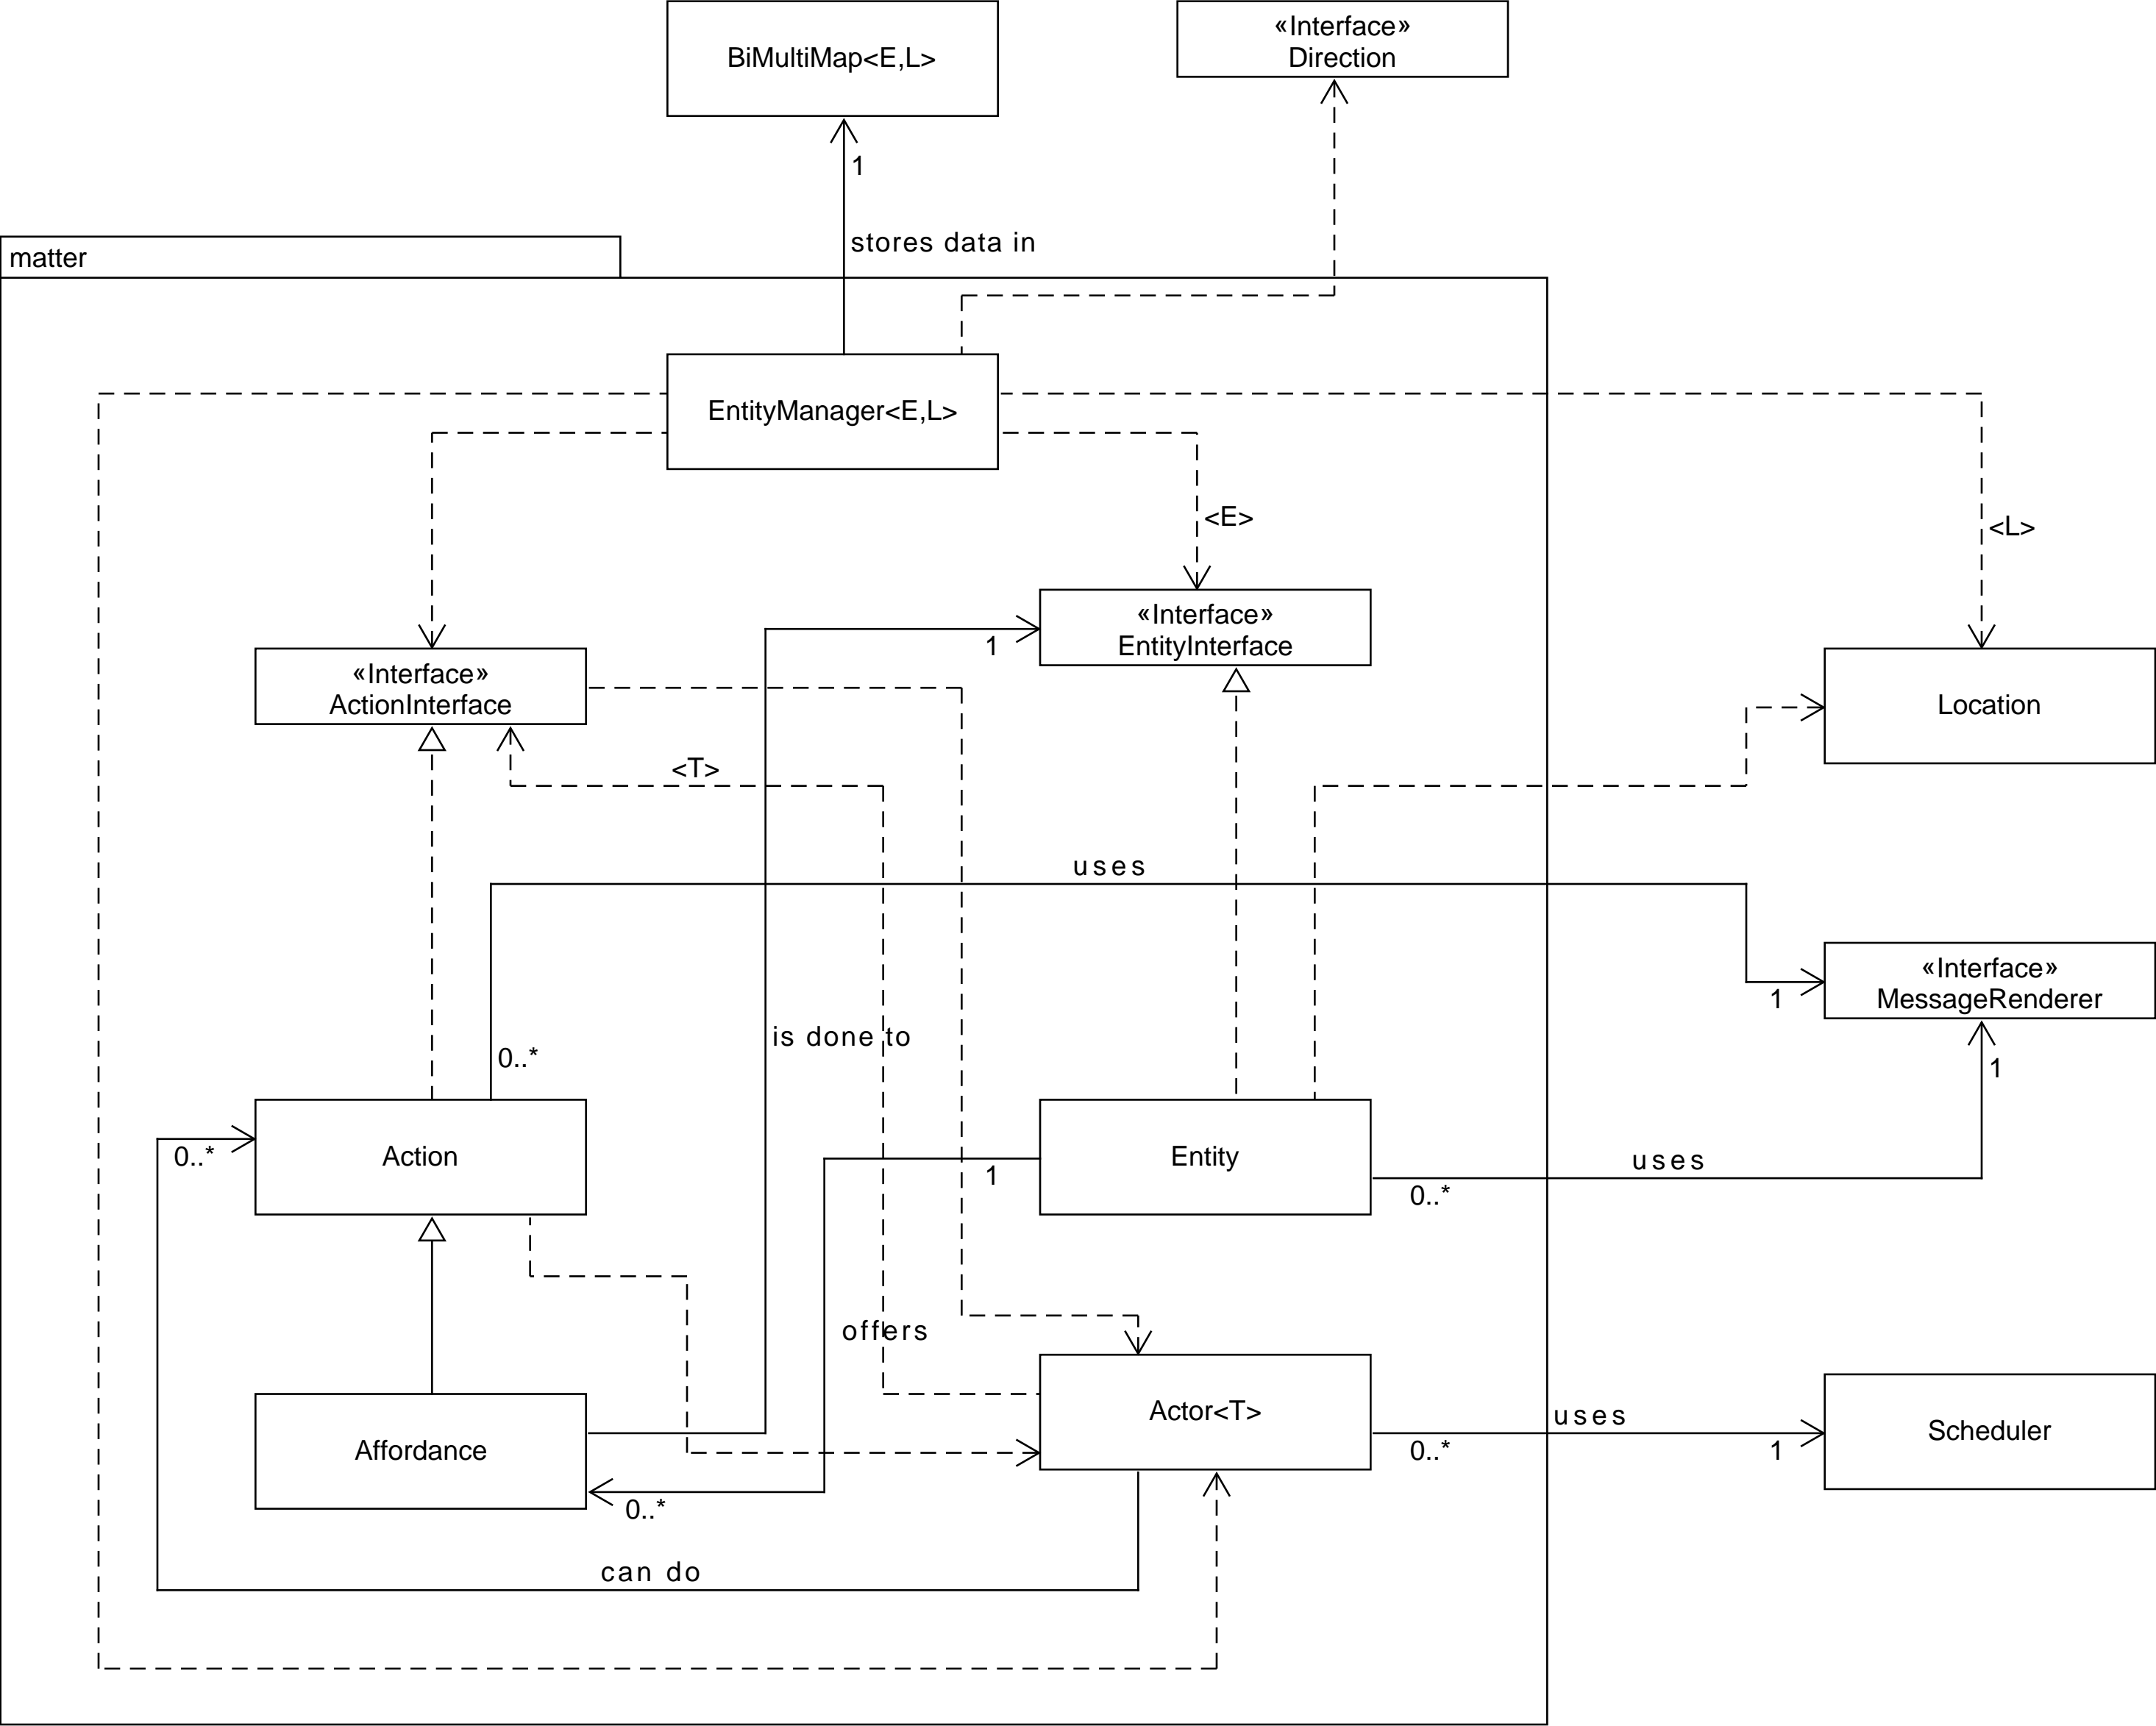 «Interface»
Direction
BiMultiMap<E,L>
1
stores data in
matter
EntityManager<E,L>
<E>
<L>
«Interface»
EntityInterface
1
«Interface»
ActionInterface
Location
<T>
uses
«Interface»
MessageRenderer
1
is done to
0..*
1
Action
0..*
Entity
1
uses
0..*
offers
Actor<T>
uses
Affordance
Scheduler
0..*
1
0..*
can do